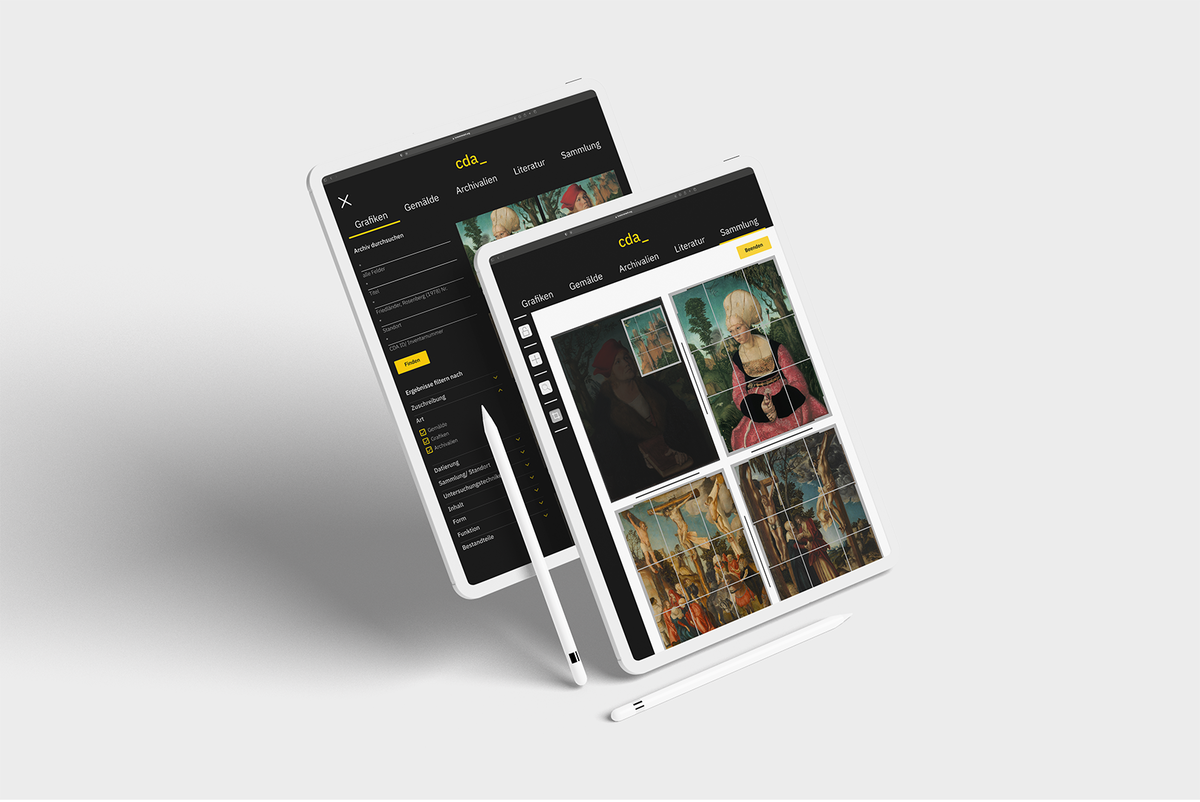 cda_
Grafiken
Gemälde
Archivalien
Literatur
Sammlung
Archiv durchsuchen
alle Felder
Titel
Friedländer, Rosenberg (1978) Nr.
Standort
CDA ID/ Inventarnummer
Finden
Ergebnisse filtern nach
Zuschreibung
Art
Gemälde
Grafiken
Archivalien
Datierung
Sammlung/ Standort
Untersuchungstechnike
Inhalt
Form
Funktion
Bestandteile
cda_
Grafiken
Gemälde
Archivalien
Literatur
Sammlung
Beenden